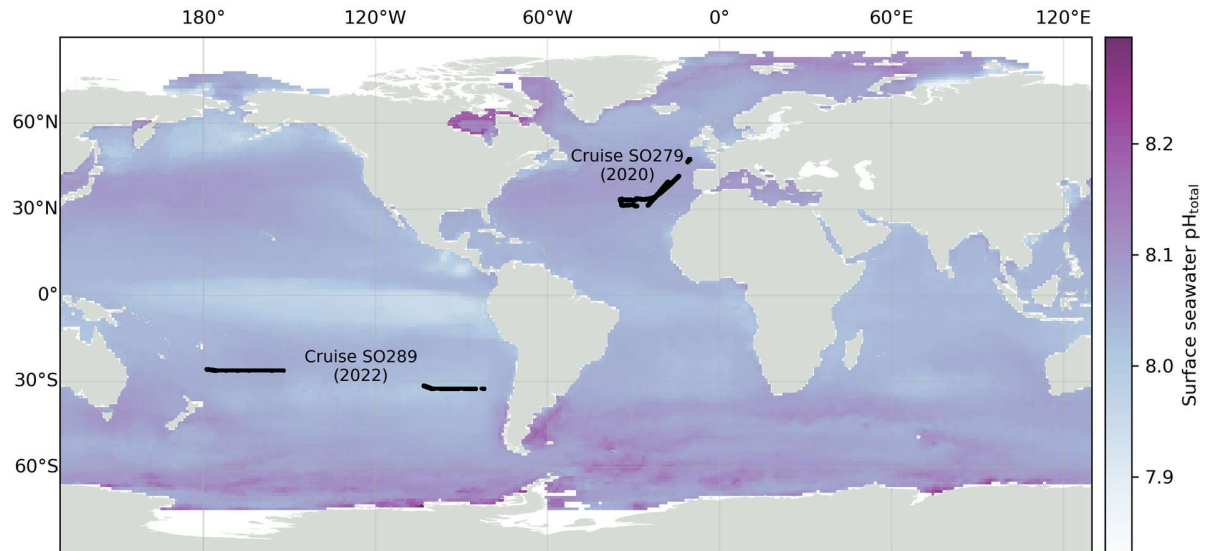 180° 120°W 60°W 0° 60°E 120°E
60°N
30°N
0°
30°S
60°S
Cruise SO279
(2020)
Cruise SO289
(2022)
8.2
8.1
8.0
7.9
Surface seawater pHtotal